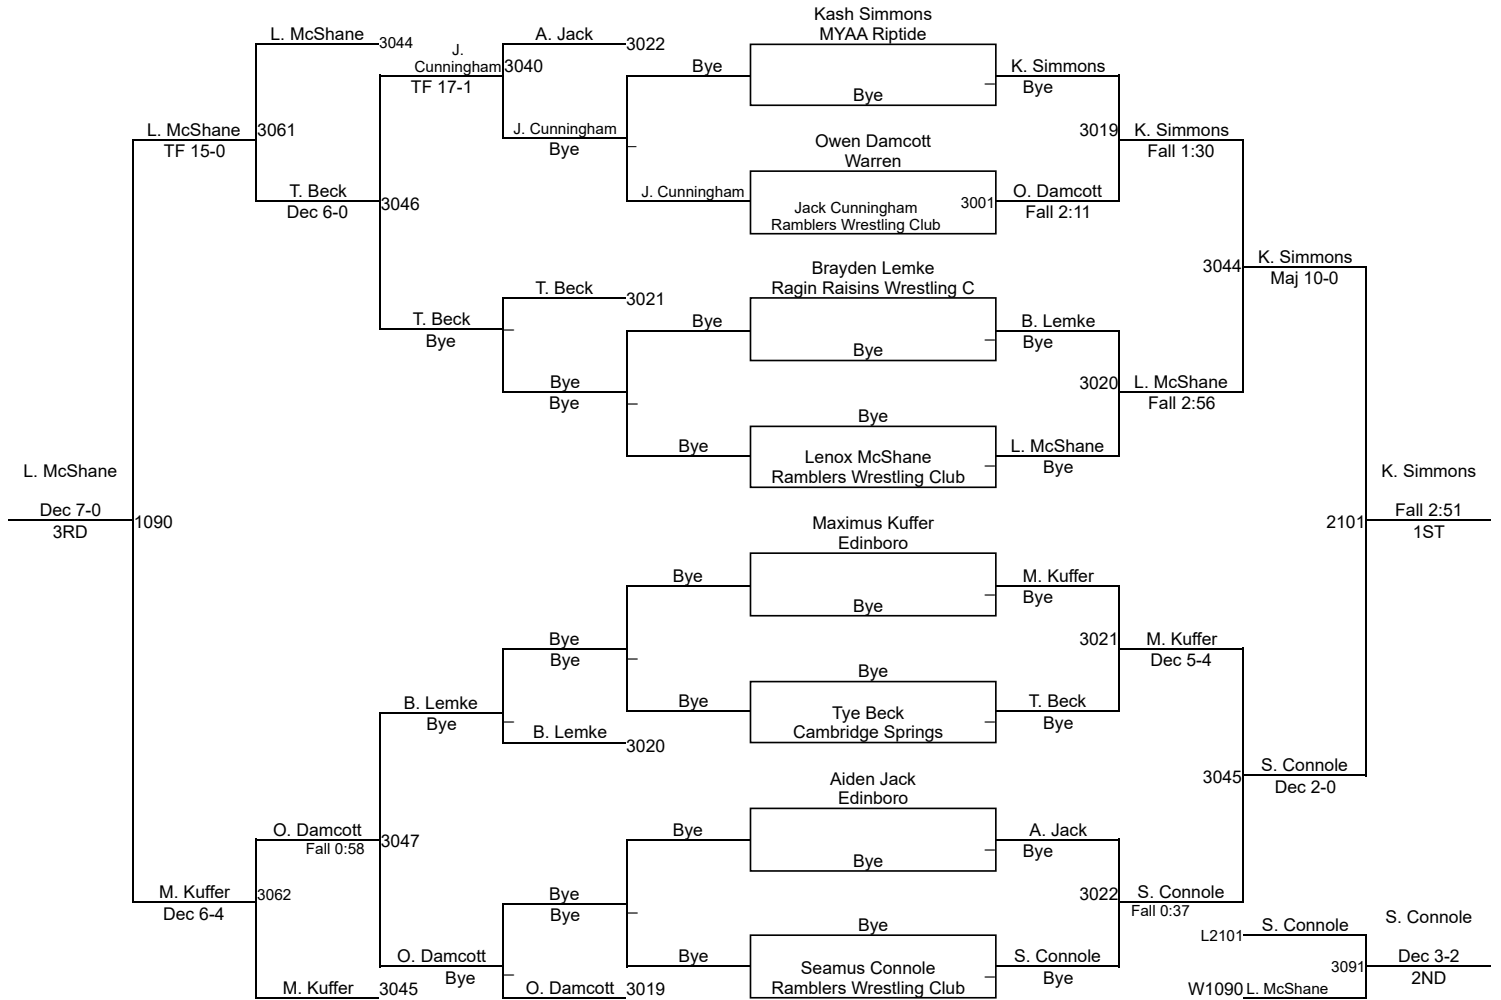 Kash Simmons
MYAA Riptide
L. McShane
3044
J.
Cunningham
3040
TF 17-1
A. Jack
3022
Bye
Bye
K. Simmons
Bye
L. McShane
TF 15-0
3061
J. Cunningham
Bye
Owen Damcott
Warren
3019
K. Simmons
Fall 1:30
T. Beck
Dec 6-0
3046
J. Cunningham
Jack Cunningham
Ramblers Wrestling Club
3001
O. Damcott
Fall 2:11
Brayden Lemke
Ragin Raisins Wrestling C
3044
K. Simmons
Maj 10-0
T. Beck
3021
T. Beck
Bye
Bye
Bye
B. Lemke
Bye
Bye
Bye
3020
L. McShane
Fall 2:56
Bye
Bye
Lenox McShane
Ramblers Wrestling Club
L. McShane
Bye
L. McShane
Dec 7-0
3RD
1090
K. Simmons
2101
Fall 2:51
1ST
Maximus Kuffer
Edinboro
Bye
Bye
M. Kuffer
Bye
Bye
Bye
3021
M. Kuffer
Dec 5-4
B. Lemke
Bye
B. Lemke
3020
Bye
Bye
Tye Beck
Cambridge Springs
T. Beck
Bye
3045
S. Connole
Dec 2-0
Aiden Jack
Edinboro
O. Damcott
Fall 0:58
3047
Bye
Bye
A. Jack
Bye
M. Kuffer
Dec 6-4
3062
Bye
Bye
3022
S. Connole
Fall 0:37
Bye
O. Damcott
Bye
Bye
Seamus Connole
Ramblers Wrestling Club
S. Connole
Bye
L2101
S. Connole
S. Connole
3091
Dec 3-2
2ND
M. Kuffer
3045
O. Damcott
3019
W1090
L. McShane